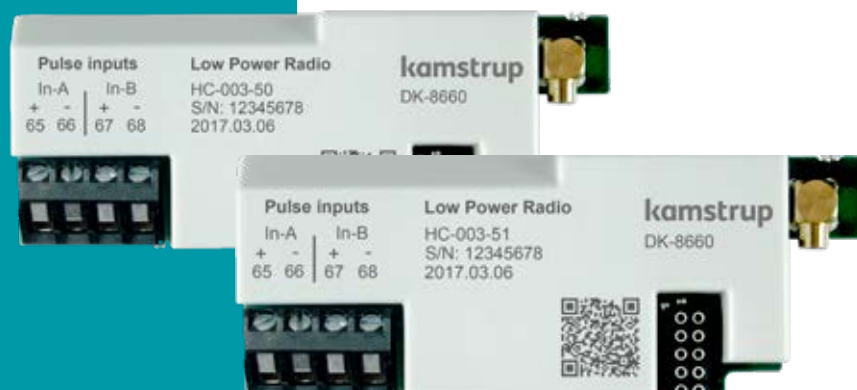 Pulse inputs
In-A In-B
+ - + -
65 66 67 68
Low Power Radio
HC-003-50
S/N: 12345678
2017.03.06
kamstrup
DK-8660
Pulse inputs
In-A In-B
+ - + -
65 66 67 68
Low Power Radio
HC-003-51
S/N: 12345678
2017.03.06
kamstrup
DK-8660